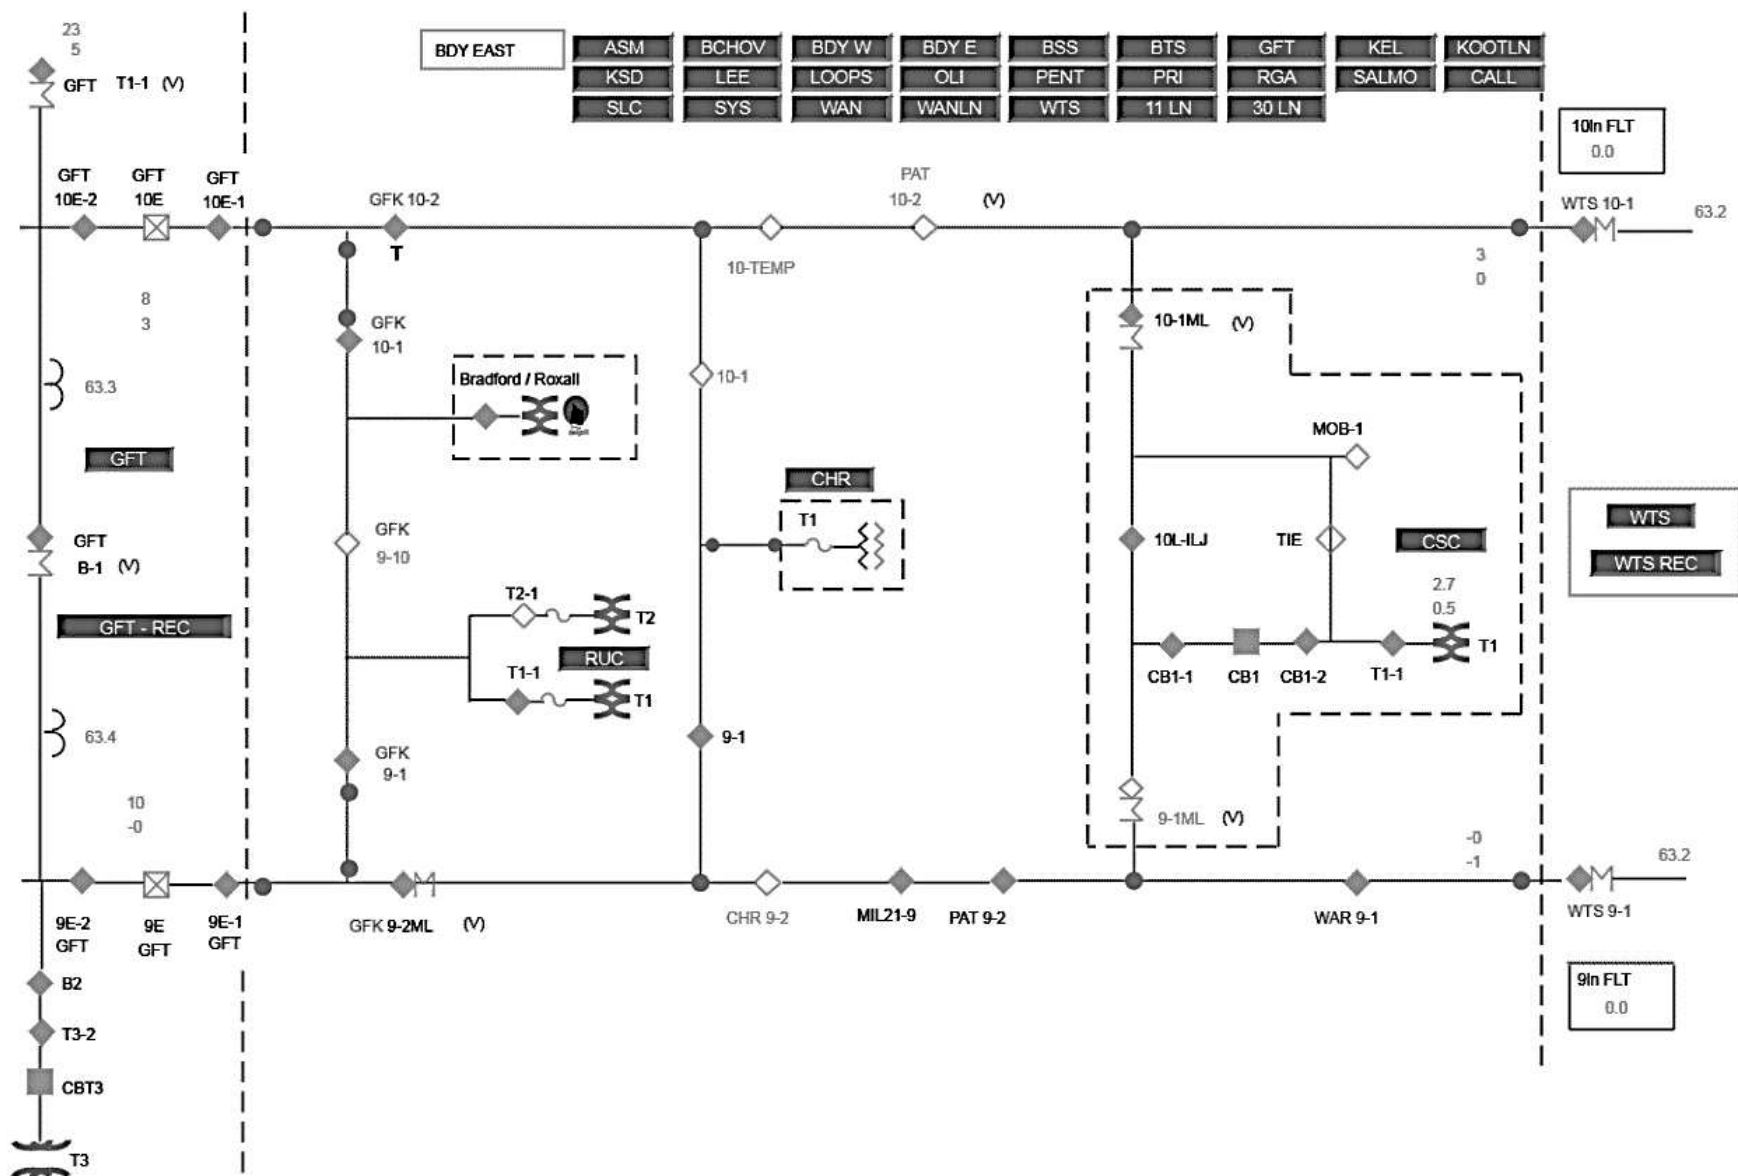 23
5
GFT T1-1 (V)
BDY EAST
ASM BCHOV BDY W BDY E BSS BTS GFT KEL KOOTLN
KSD LEE LOOPS OLI PENT PRI RGA SALMO CALL
SLC SYS WAN WANLN WTS 11 LN 30 LN
10ln FLT
0.0
GFT
10E-2
GFT
10E
GFT
10E-1
GFK 10-2
T
PAT
10-2 (V)
10-TEMP
WTS 10-1
63.2
3
0
8
3
GFK
10-1
10-1ML (V)
63.3
Bradford / Roxall
10-1
MOB-1
GFT
CHR
T1
GFT
B-1 (V)
GFK
9-10
10L-ILJ
TIE
CSC
WTS
WTS REC
2.7
0.5
GFT - REC
T2-1
T2
RUC
T1-1
T1
CB1-1
CB1
CB1-2
T1-1
T1
63.4
GFK
9-1
9-1
10
-0
9-1ML (V)
-0
-1
63.2
9E-2
GFT
9E
GFT
9E-1
GFT
GFK 9-2ML (V)
CHR 9-2
MIL21-9
PAT 9-2
WAR 9-1
WTS 9-1
B2
9ln FLT
0.0
T3-2
CBT3
T3